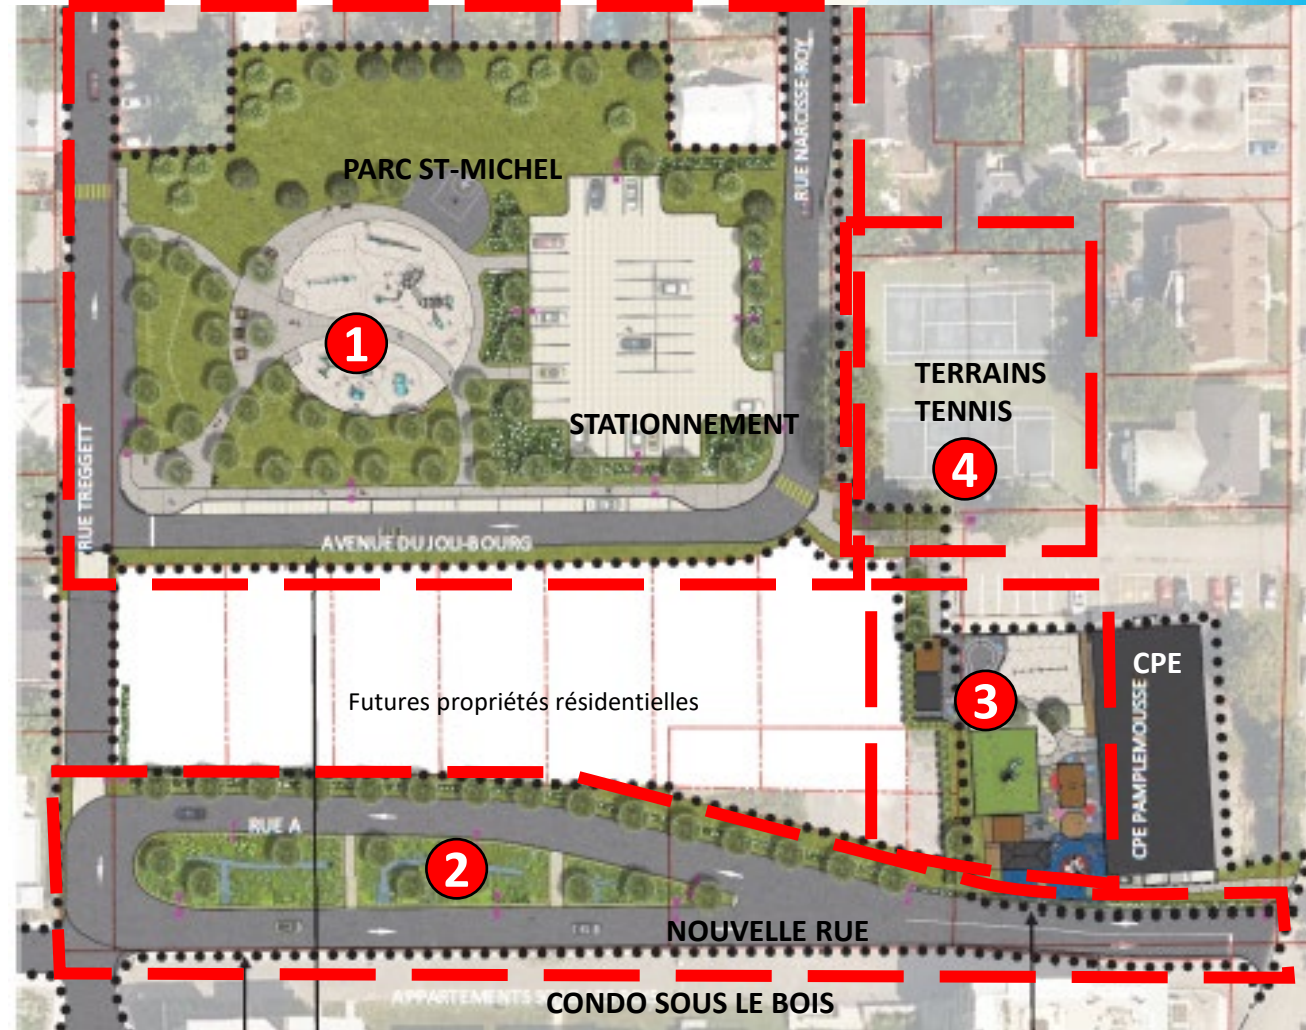 RUE NARCISSE-ROY
PARC ST-MICHEL
1
TERRAINS
TENNIS
STATIONNEMENT
4
RUE TREGGETT
AVENUE DU JOLI-BOURG
CPE
3
Futures propriétés résidentielles
CPE PAMPLEMOUSSE
RUE A
2
NOUVELLE RUE
APPARTEMENTS
CONDO SOUS LE BOIS